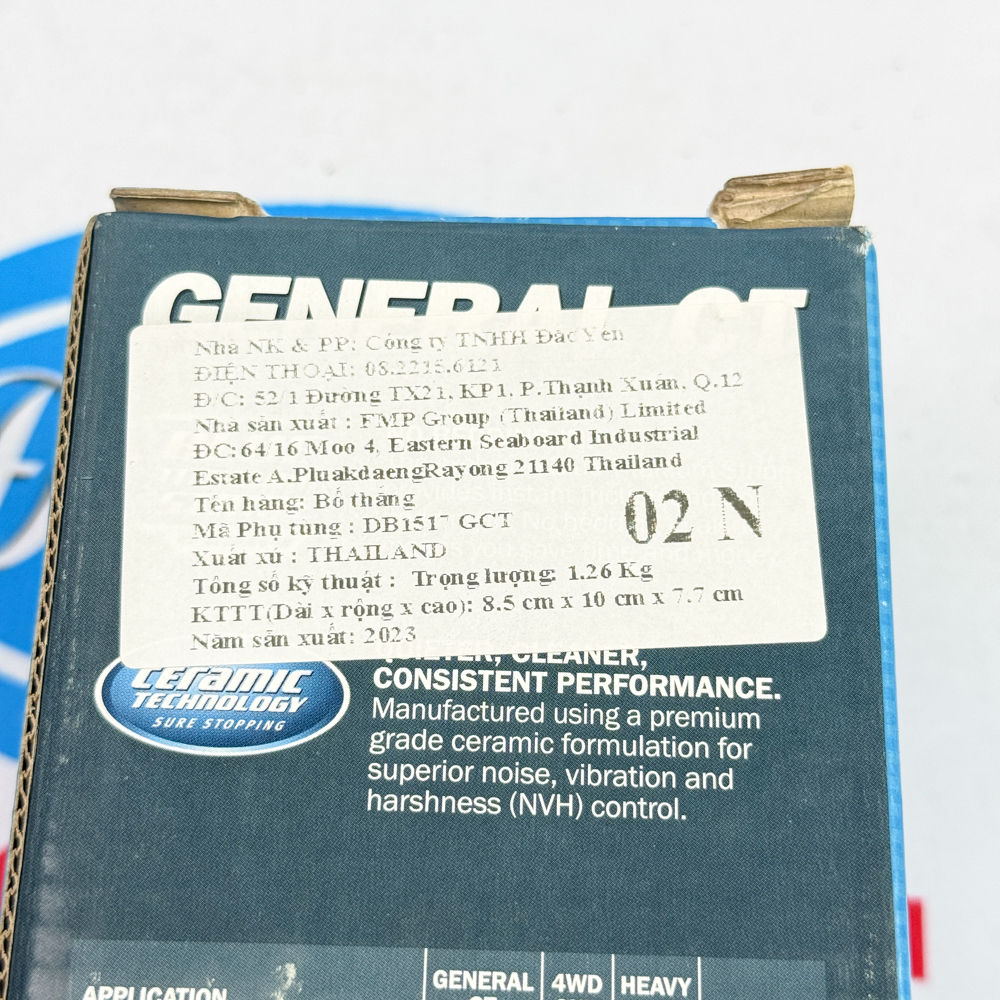 GENERAL CT
Nhà NK & PP: Công ty TNHH Đắc Yến
ĐIỆN THOẠI: 08.2215.6121
Đ/C: 52/1 Đường TX21, KP1, P.Thạnh Xuân, Q.12
Nhà sản xuất : FMP Group (Thailand) Limited
ĐC:64/16 Moo 4, Eastern Seaboard Industrial
Estate A.PluakdaengRayong 21140 Thailand
Tên hàng: Bố thắng
Mã Phụ tùng : DB1517 GCT
02 N
Xuất xứ : THAILAND
Tổng số kỹ thuật : Trọng lượng: 1.26 Kg
KTTT(Dài x rộng x cao): 8.5 cm x 10 cm x 7.7 cm
Năm sản xuất: 2023
ceramic
TECHNOLOGY
SURE STOPPING
QUIETER, CLEANER,
CONSISTENT PERFORMANCE.
Manufactured using a premium
grade ceramic formulation for
superior noise, vibration and
harshness (NVH) control.
APPLICATION
GENERAL
4WD
HEAVY